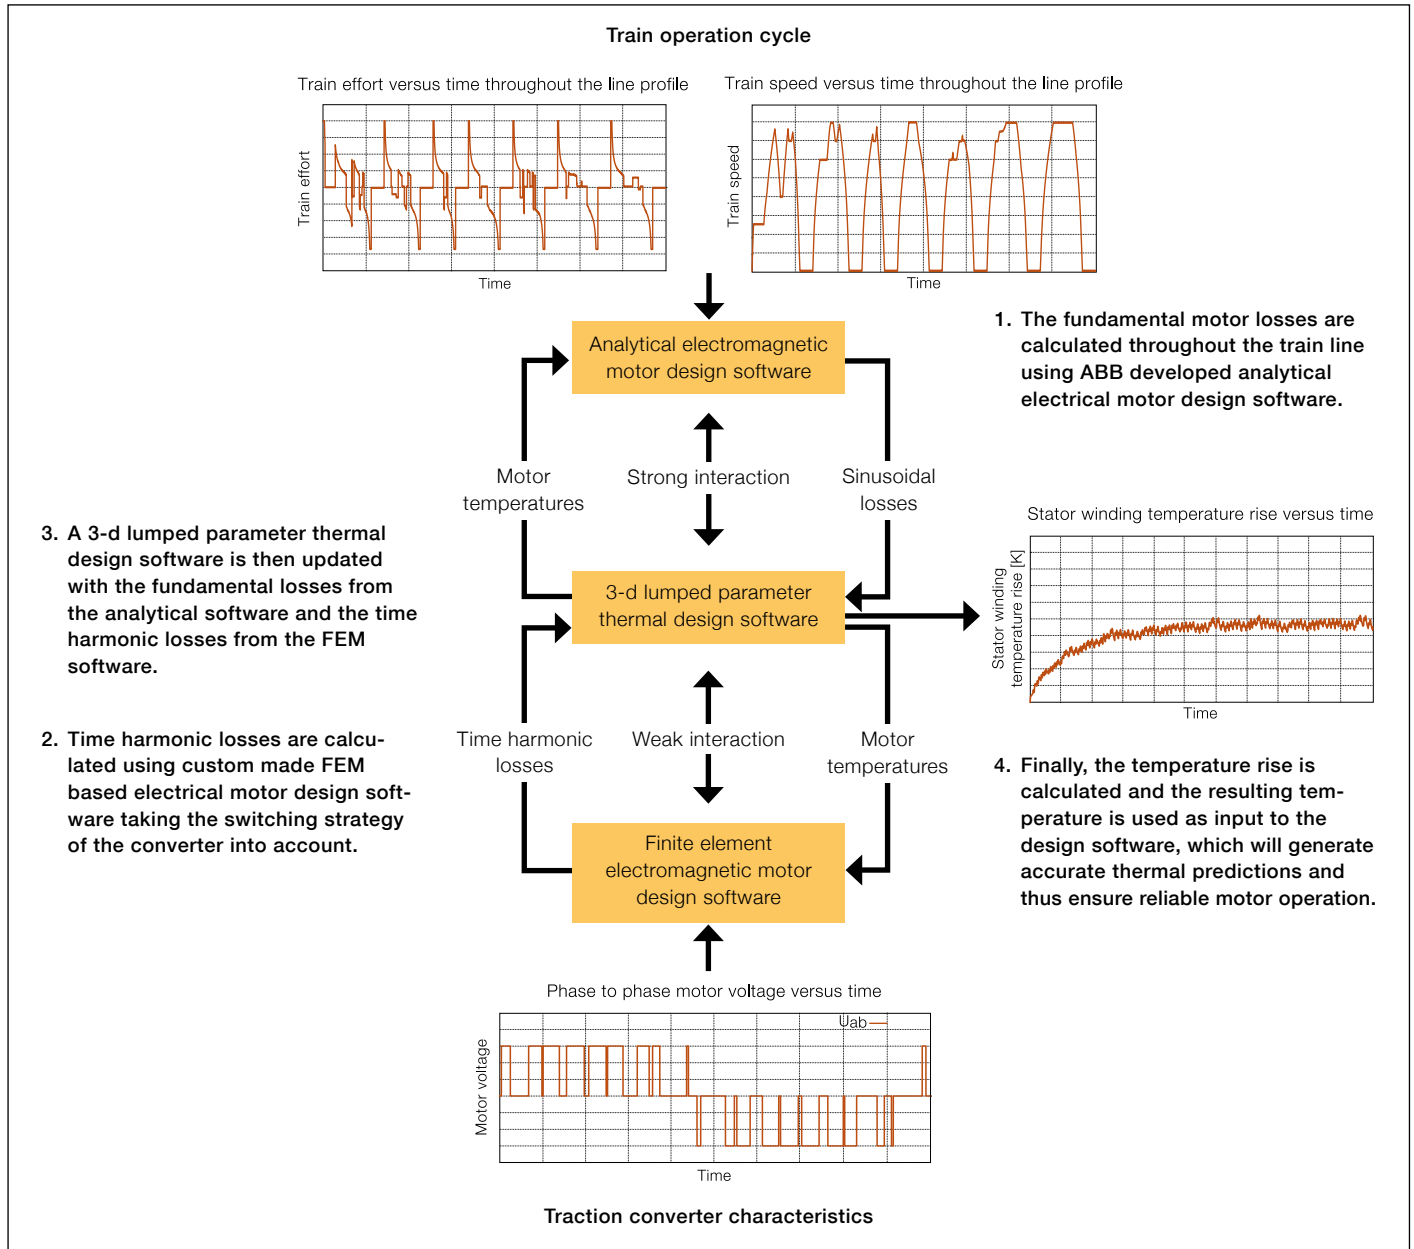 Train operation cycle
Train effort versus time throughout the line profile
Train effort
Time
Train speed versus time throughout the line profile
Train speed
Time
Analytical electromagnetic
motor design software
1. The fundamental motor losses are
calculated throughout the train line
using ABB developed analytical
electrical motor design software.
Motor
temperatures
Strong interaction
Sinusoidal
losses
3. A 3-d lumped parameter thermal
design software is then updated
with the fundamental losses from
the analytical software and the time
harmonic losses from the FEM
software.
3-d lumped parameter
thermal design software
Stator winding temperature rise versus time
Stator winding
temperature rise [K]
Time
2. Time harmonic losses are calcu-
lated using custom made FEM
based electrical motor design soft-
ware taking the switching strategy
of the converter into account.
Time harmonic
losses
Weak interaction
Motor
temperatures
4. Finally, the temperature rise is
calculated and the resulting tem-
perature is used as input to the
design software, which will generate
accurate thermal predictions and
thus ensure reliable motor operation.
Finite element
electromagnetic motor
design software
Phase to phase motor voltage versus time
Uab
Motor voltage
Time
Traction converter characteristics